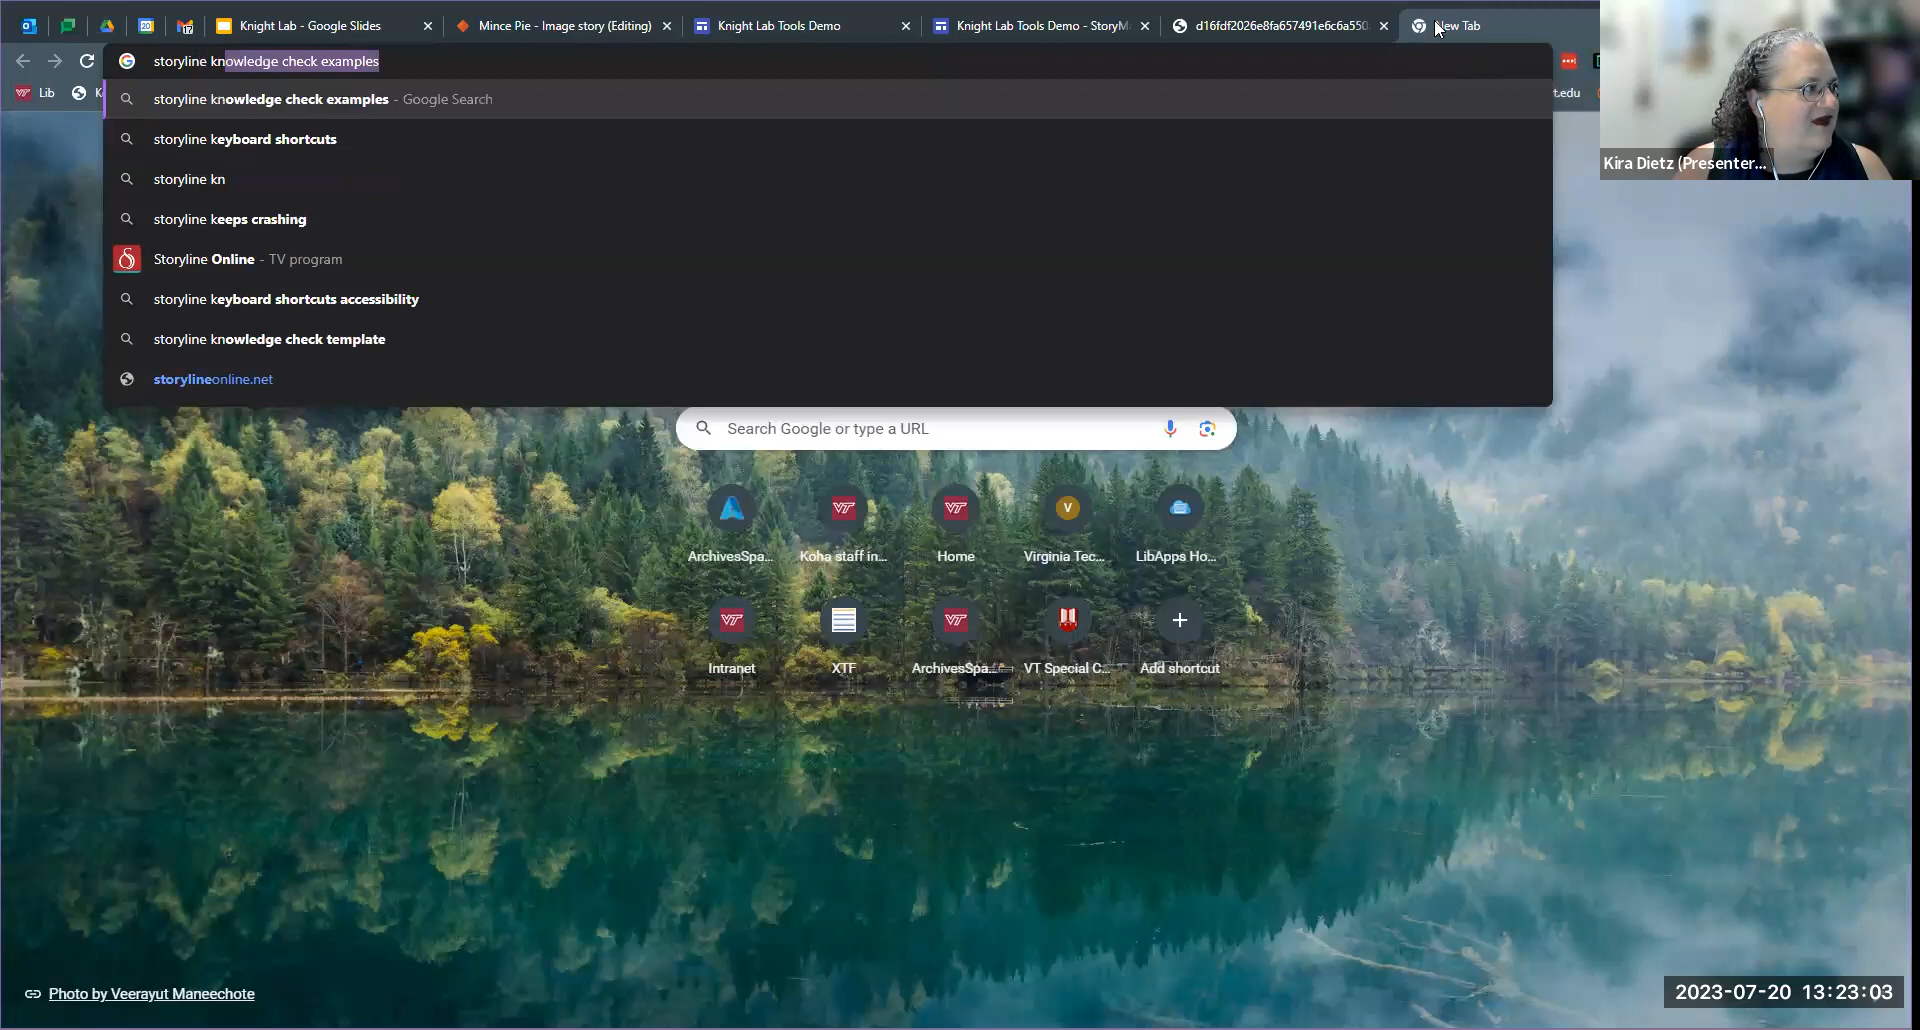 Knight Lab - Google Slides
Mince Pie - Image story (Editing)
Knight Lab Tools Demo
Knight Lab Tools Demo - StoryM
d16fdf2026e8fa657491e6c6a550
New Tab
storyline knowledge check examples
Lib
K
t.edu
storyline knowledge check examples - Google Search
storyline keyboard shortcuts
storyline kn
storyline keeps crashing
Storyline Online - TV program
storyline keyboard shortcuts accessibility
storyline knowledge check template
storylineonline.net
Kira Dietz (Presenter...
Search Google or type a URL
ArchivesSpa...
Koha staff in...
Home
Virginia Tec...
LibApps Ho...
Intranet
XTF
ArchivesSpa...
VT Special C...
Add shortcut
Photo by Veerayut Maneechote
2023-07-20 13:23:03